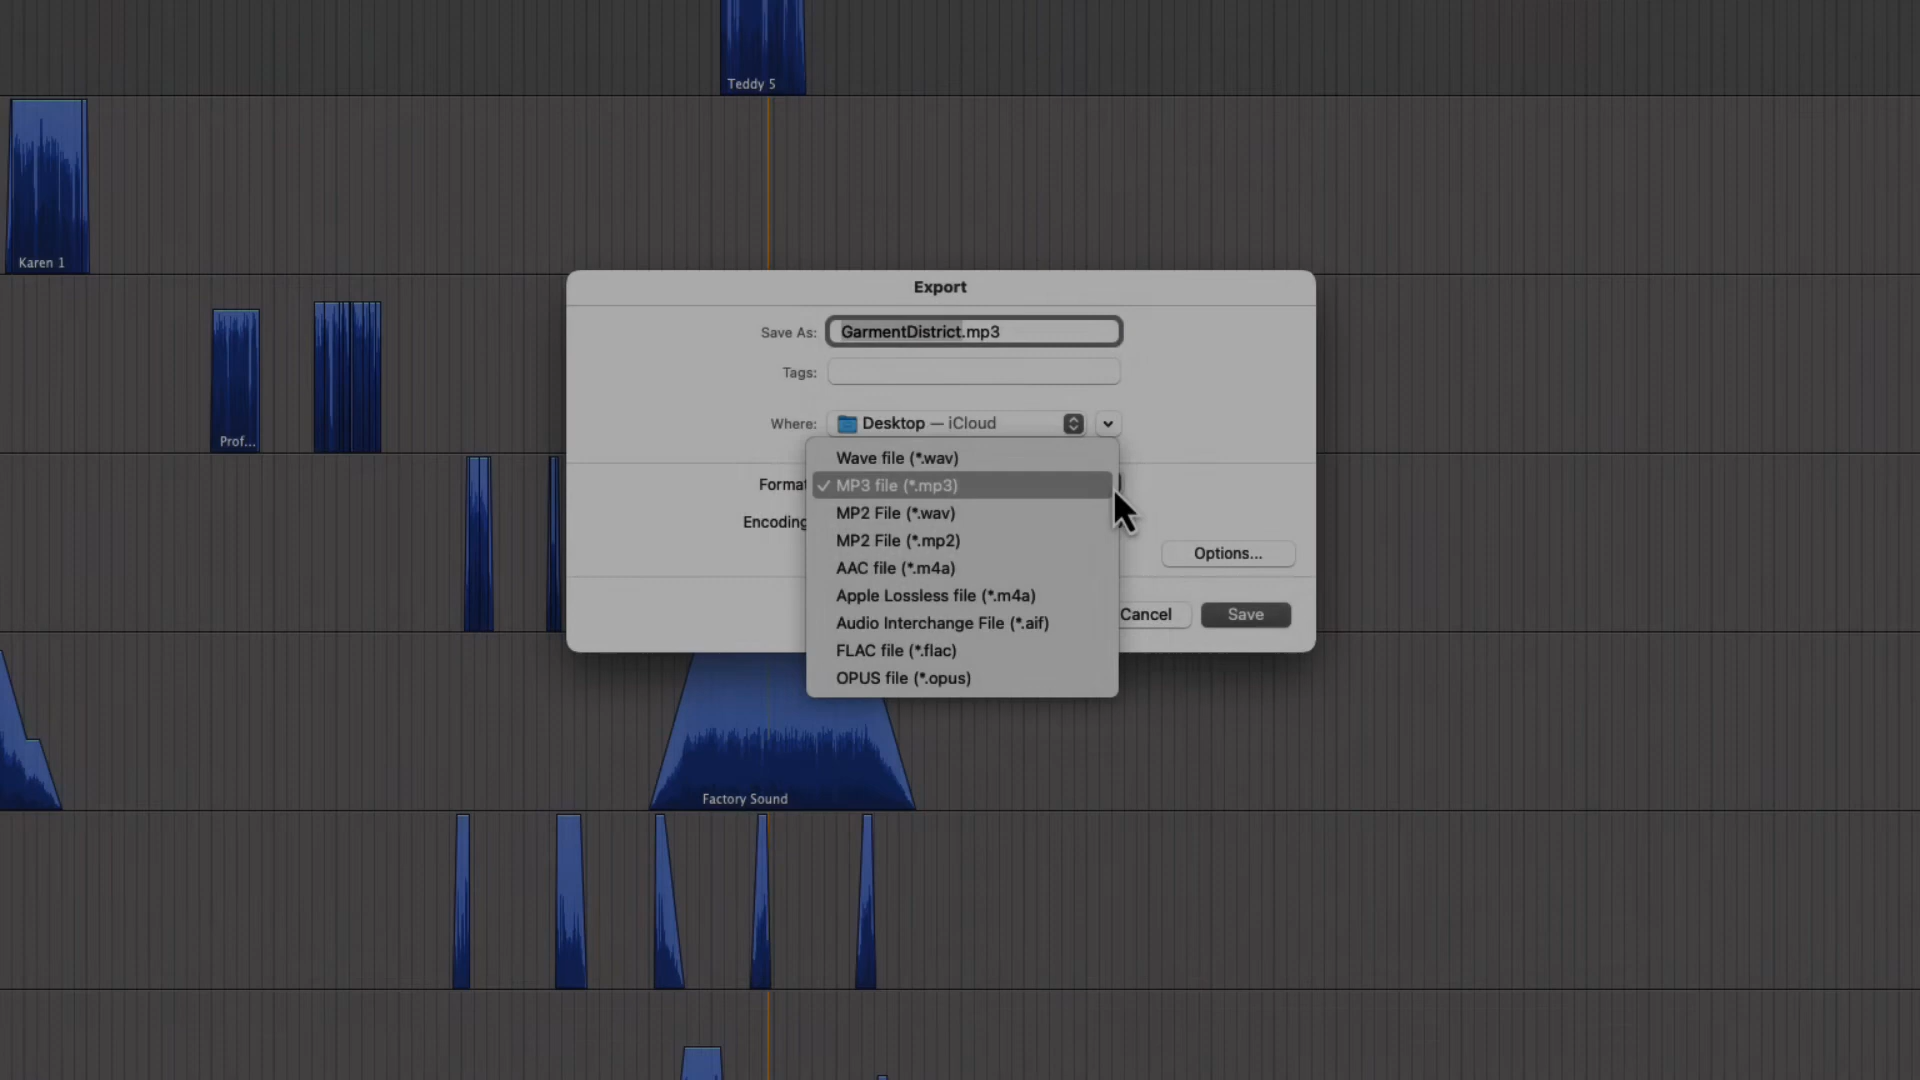 Teddy 5
Karen 1
Prof...
Export
Save As: GarmentDistrict.mp3
Tags:
Where: Desktop — iCloud
Format
Encoding
Wave file (*.wav)
✓ MP3 file (*.mp3)
MP2 File (*.wav)
MP2 File (*.mp2)
AAC file (*.m4a)
Apple Lossless file (*.m4a)
Audio Interchange File (*.aif)
FLAC file (*.flac)
OPUS file (*.opus)
Options...
Cancel
Save
Factory Sound